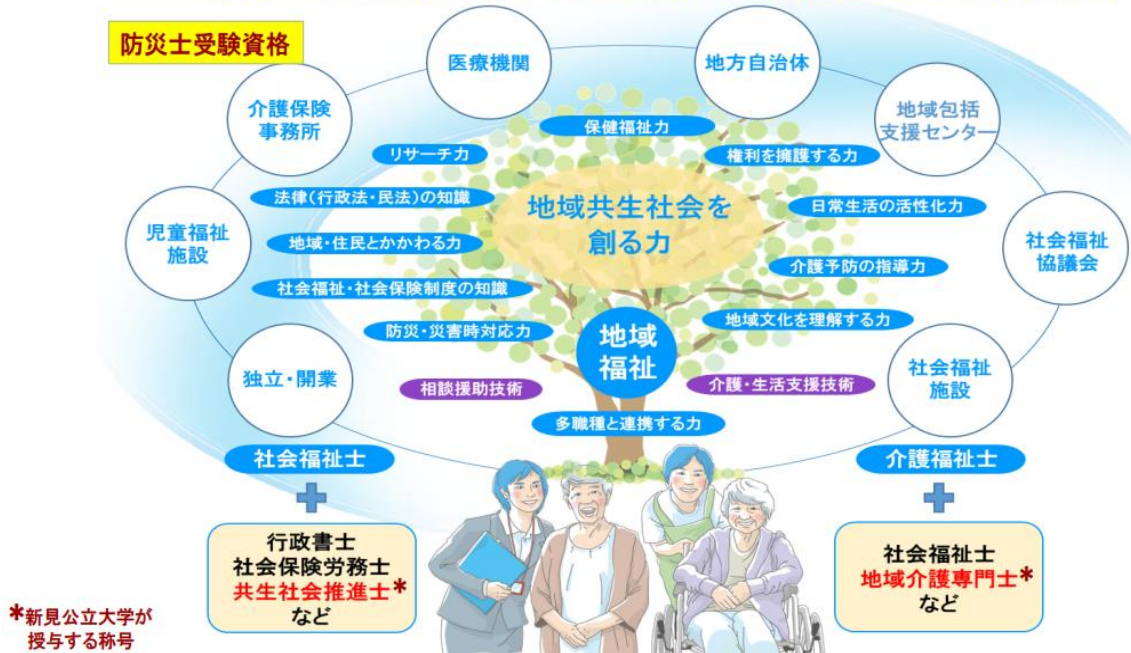 防災士受験資格
医療機関
地方自治体
介護保険
事務所
地域包括
支援センター
保健福祉力
リサーチ力
権利を擁護する力
法律(行政法・民法)の知識
地域共生社会を
創る力
日常生活の活性化力
児童福祉
施設
地域・住民とかかわる力
社会福祉
協議会
介護予防の指導力
社会福祉・社会保険制度の知識
地域文化を理解する力
防災・災害時対応力
地域
福祉
独立・開業
社会福祉
施設
相談援助技術
介護・生活支援技術
多職種と連携する力
社会福祉士
介護福祉士
+
+
行政書士
社会保険労務士
共生社会推進士*
など
社会福祉士
地域介護専門士*
など
*新見公立大学が
授与する称号